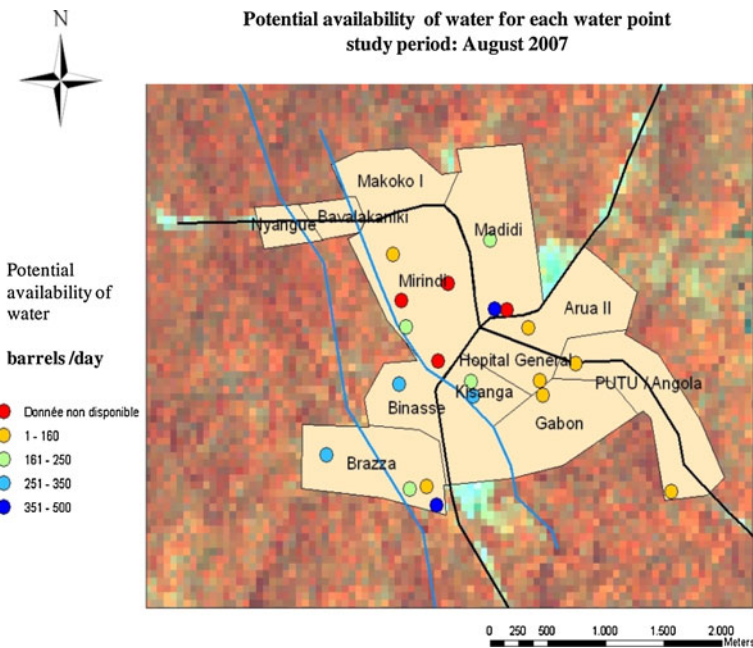 Potential availability of water for each water point
study period: August 2007
N
Makoko I
Bavalakaniki
Nyangue
Madidi
Mirindi
Arua II
Hopital General
PUTU / Angola
Kisanga
Binasse
Gabon
Brazza
Potential
availability of
water
barrels /day
Donnée non disponible
1 - 160
161 - 250
251 - 350
351 - 500
0 250 500 1.000 1.500 2.000
Meters